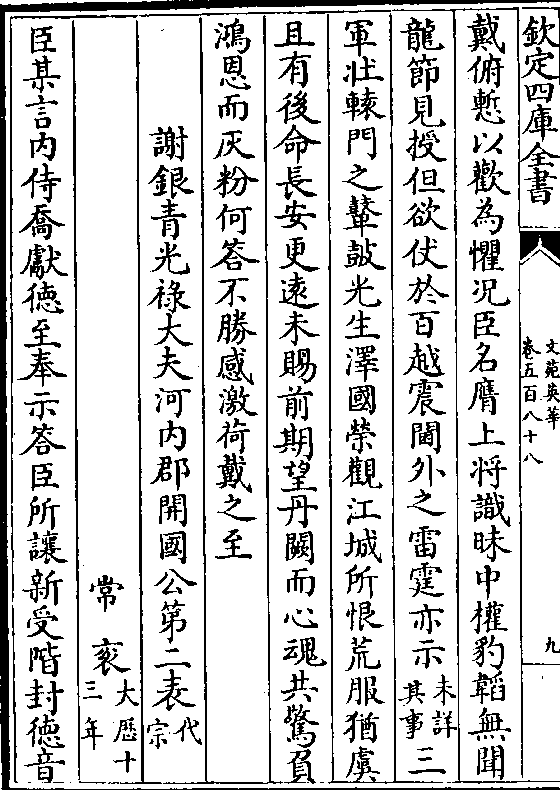 欽定四庫全書
文苑英華
卷五百八十八
九
戴俯慙以歡為懼况臣名膺上將識昧中權豹韜無聞
龍節見授但欲仗於百越震閫外之雷霆亦示未詳其事三
軍壯轅門之鼙鼓光生澤國榮觀江城所恨荒服猶虞
且有後命長安更遠未賜前期望丹闕而心魂共驚負
鴻恩而灰粉何答不勝感激荷戴之至
謝銀青光祿大夫河内郡開國公第二表代宗
常衮大厯十三年
臣某言内侍喬獻德至奉示答臣所讓新受階封德音